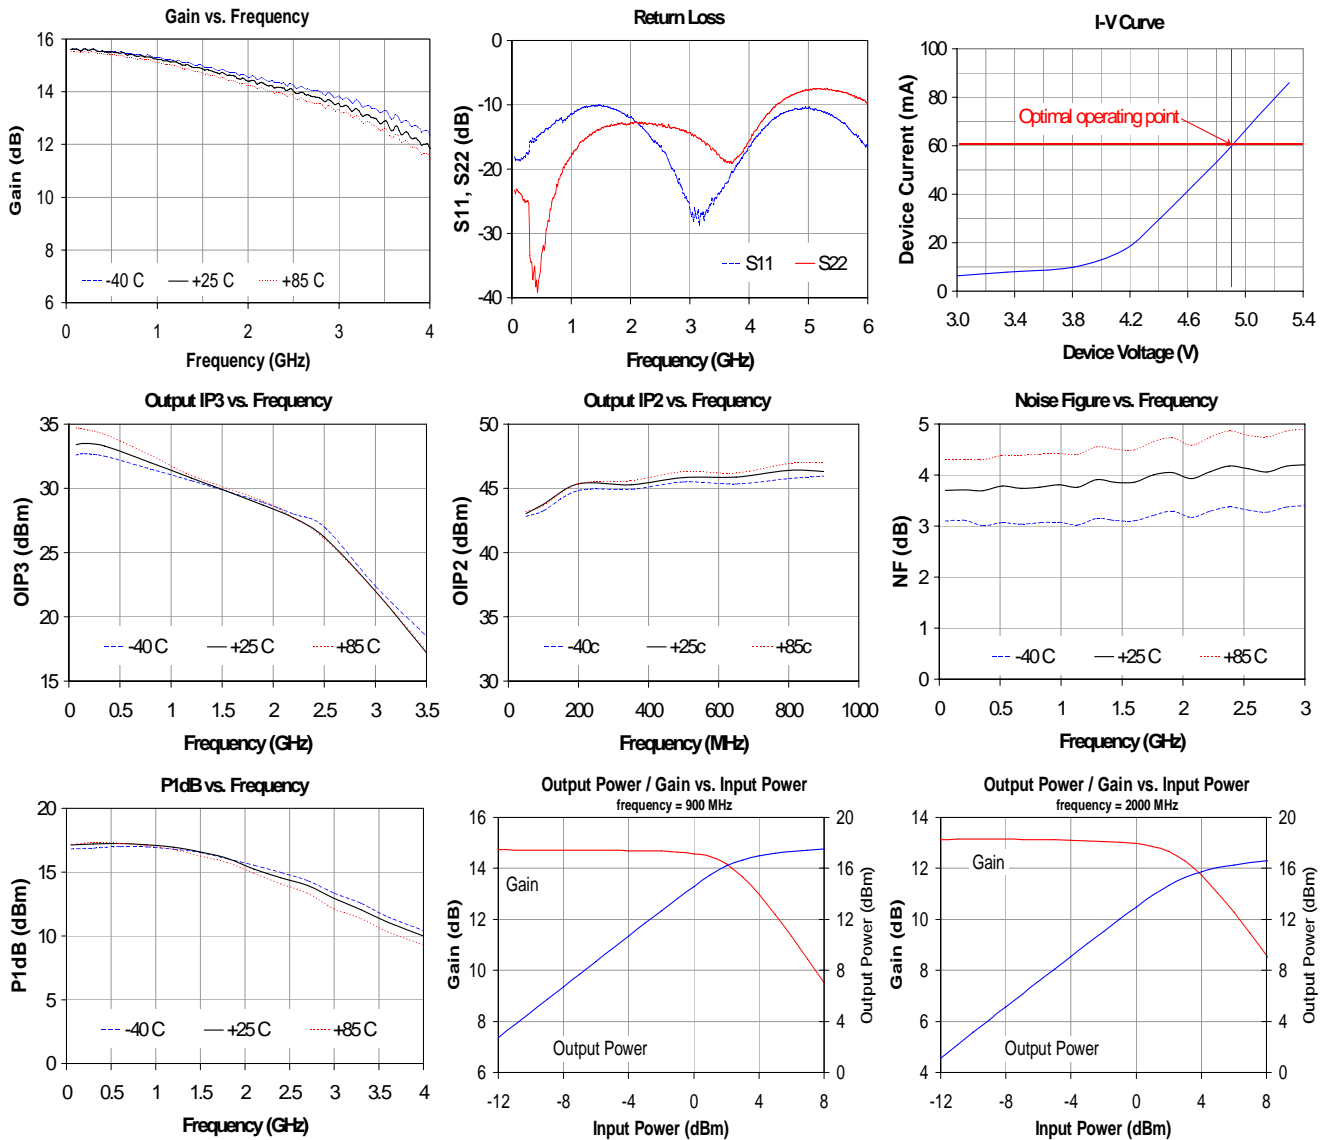 Gain vs. Frequency
Gain (dB)
16
14
12
10
8
6
-40 C
+25 C
+85 C
0
1
2
3
4
Frequency (GHz)
Return Loss
S11, S22 (dB)
0
-10
-20
-30
-40
S11
S22
0
1
2
3
4
5
6
Frequency (GHz)
I-V Curve
Device Current (mA)
100
80
60
40
20
0
Optimal operating point
3.0
3.4
3.8
4.2
4.6
5.0
5.4
Device Voltage (V)
Output IP3 vs. Frequency
OIP3 (dBm)
35
30
25
20
15
-40 C
+25 C
+85 C
0
0.5
1
1.5
2
2.5
3
3.5
Frequency (GHz)
Output IP2 vs. Frequency
OIP2 (dBm)
50
45
40
35
30
-40c
+25c
+85c
0
200
400
600
800
1000
Frequency (MHz)
Noise Figure vs. Frequency
NF (dB)
5
4
3
2
1
0
-40 C
+25 C
+85 C
0
0.5
1
1.5
2
2.5
3
Frequency (GHz)
P1dB vs. Frequency
P1dB (dBm)
20
15
10
5
0
-40 C
+25 C
+85 C
0
0.5
1
1.5
2
2.5
3
3.5
4
Frequency (GHz)
Output Power / Gain vs. Input Power
frequency = 900 MHz
Gain (dB)
16
14
12
10
8
6
Gain
Output Power
20
16
12
8
4
0
Output Power (dBm)
-12
-8
-4
0
4
8
Input Power (dBm)
Output Power / Gain vs. Input Power
frequency = 2000 MHz
Gain (dB)
14
12
10
8
6
4
Gain
Output Power
20
16
12
8
4
0
Output Power (dBm)
-12
-8
-4
0
4
8
Input Power (dBm)